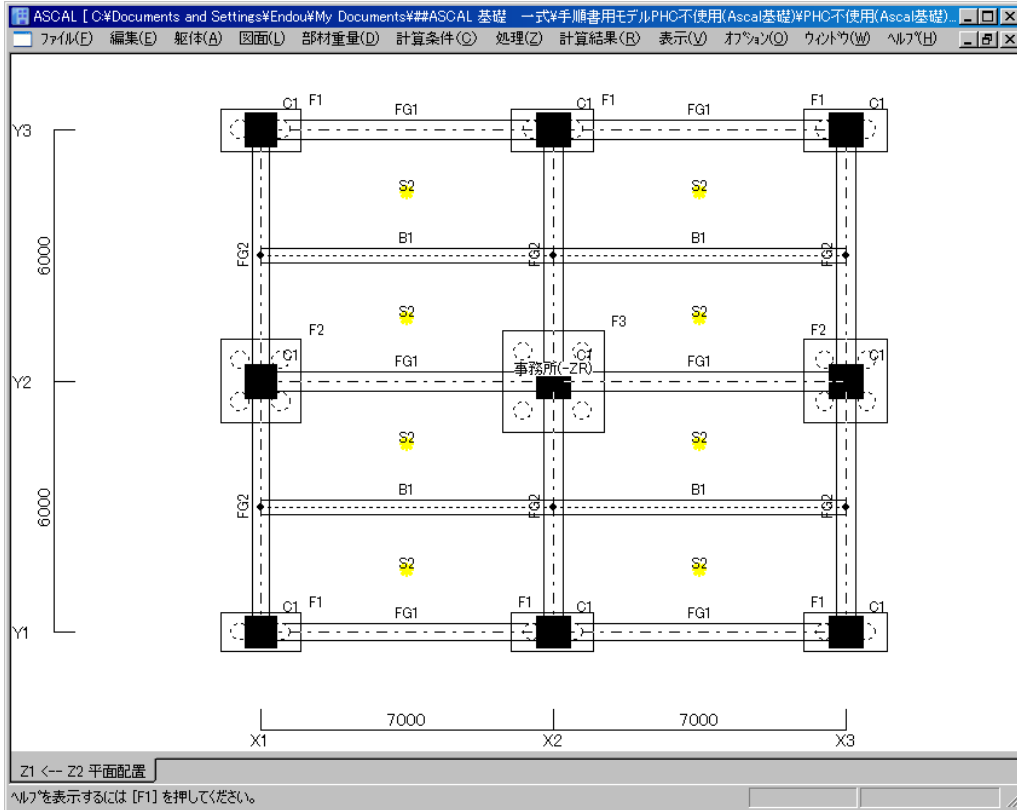 ASCAL [ C:¥Documents and Settings¥Endou¥My Documents¥##ASCAL 基礎　一式¥手順書用モデルPHC不使用(Ascal基礎)¥PHC不使用(Ascal基礎)...
ファイル(F) 編集(E) 躯体(A) 図面(L) 部材重量(D) 計算条件(C) 処理(Z) 計算結果(R) 表示(V) オプション(O) ウィンドウ(W) ヘルプ(H)
C1 F1 FG1 C1 F1 FG1 F1 C1
Y3
S2 S2
B1 B1
6000 FG2 FG2 FG2
S2 S2
F2 F3 F2
C1 FG1 C1 FG1 C1
事務所(-ZR)
Y2
S2 S2
B1 B1
6000 FG2 FG2 FG2
S2 S2
C1 F1 FG1 F1 C1 FG1 F1 C1
Y1
7000 7000
X1 X2 X3
Z1 <-- Z2 平面配置
ヘルプを表示するには [F1] を押してください。